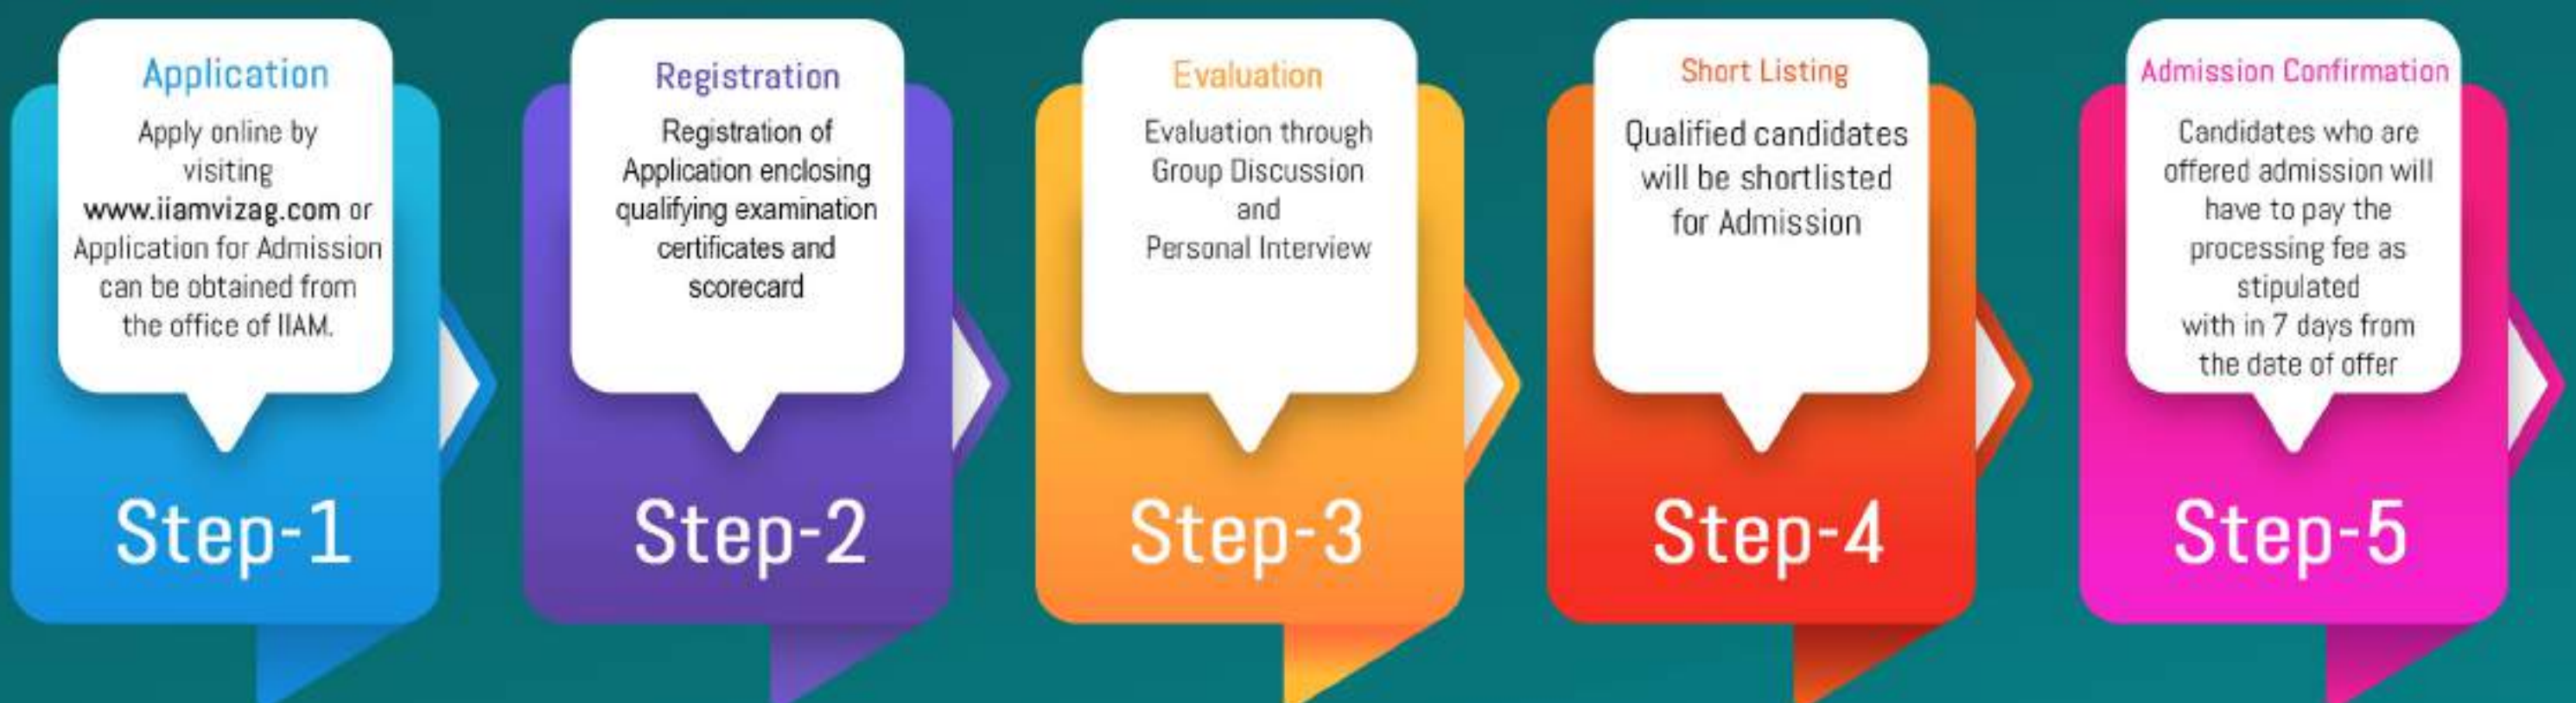 Application
Apply online by
visiting
www.iiamvizag.com or
Application for Admission
can be obtained from
the office of IIAM.
Step-1
Registration
Registration of
Application enclosing
qualifying examination
certificates and
scorecard
Step-2
Evaluation
Evaluation through
Group Discussion
and
Personal Interview
Step-3
Short Listing
Qualified candidates
will be shortlisted
for Admission
Step-4
Admission Confirmation
Candidates who are
offered admission will
have to pay the
processing fee as
stipulated
with in 7 days from
the date of offer
Step-5